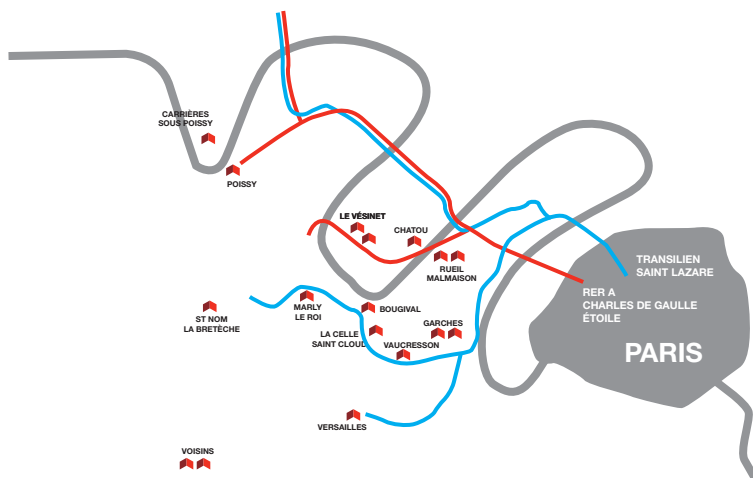 CARRIÈRES
SOUS POISSY
POISSY
LE VÉSINET
CHATOU
RUEIL
MALMAISON
TRANSILIEN
SAINT LAZARE
RER A
CHARLES DE GAULLE
ÉTOILE
PARIS
MARLY
LE ROI
BOUGIVAL
ST NOM
LA BRETÈCHE
LA CELLE
SAINT CLOUD
GARCHES
VAUCRESSON
VERSAILLES
VOISINS